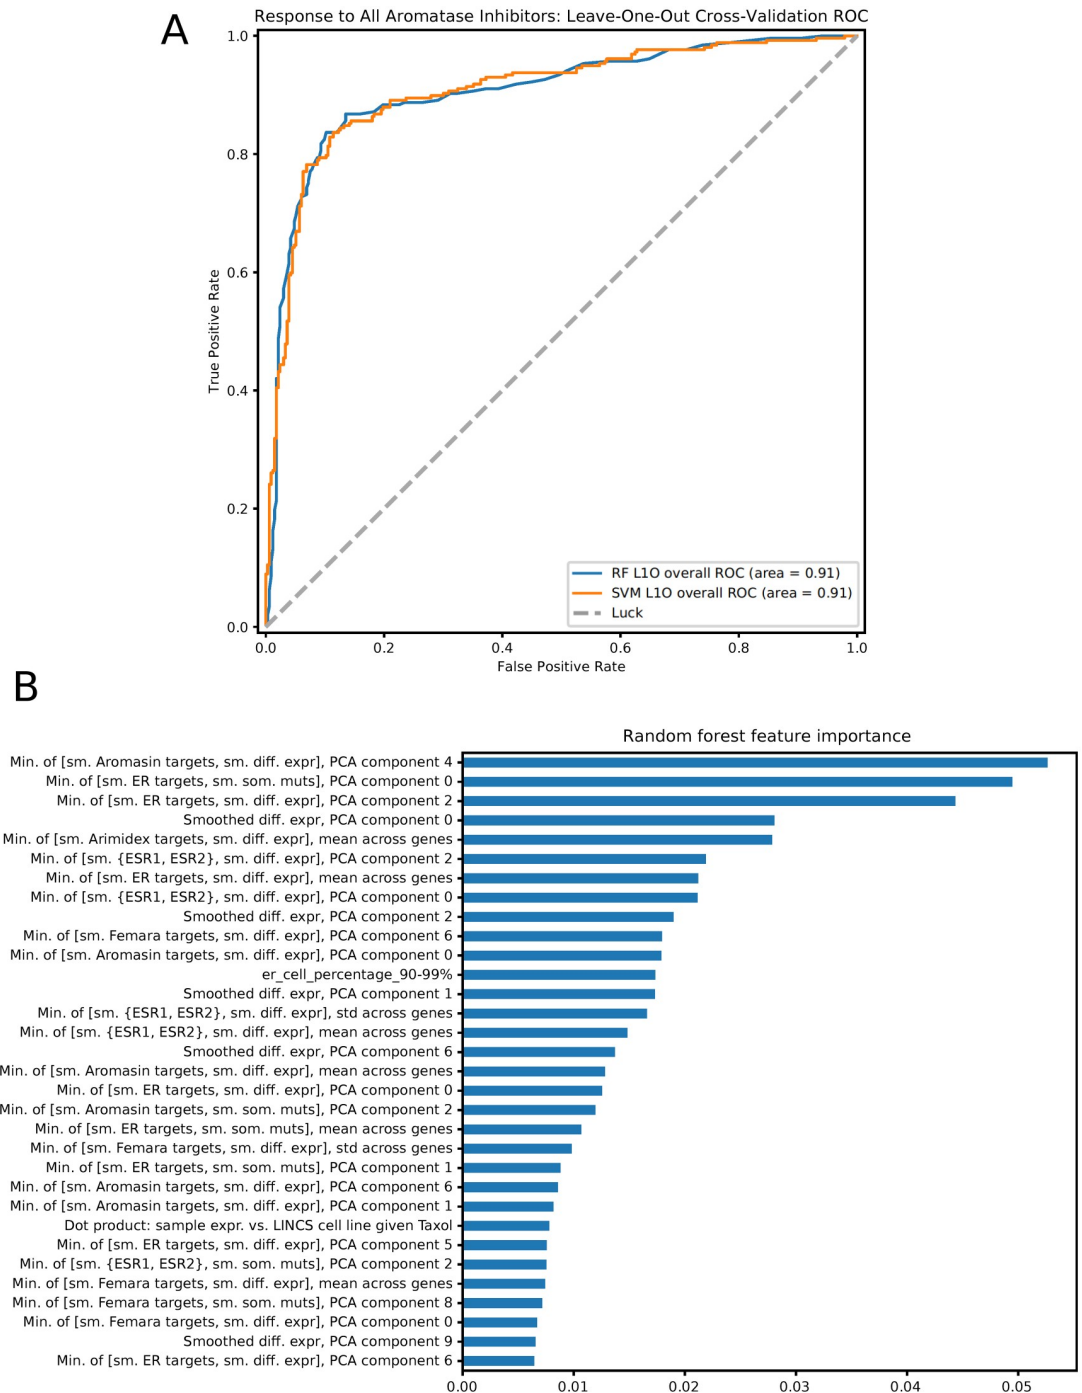 A
Response to All Aromatase Inhibitors: Leave-One-Out Cross-Validation ROC
1.0
0.8
0.6
0.4
0.2
0.0
True Positive Rate
RF L1O overall ROC (area = 0.91)
SVM L1O overall ROC (area = 0.91)
Luck
0.0 0.2 0.4 0.6 0.8 1.0
False Positive Rate
B
Random forest feature importance
Min. of [sm. Aromasin targets, sm. diff. expr], PCA component 4
Min. of [sm. ER targets, sm. som. muts], PCA component 0
Min. of [sm. ER targets, sm. diff. expr], PCA component 2
Smoothed diff. expr, PCA component 0
Min. of [sm. Arimidex targets, sm. diff. expr], mean across genes
Min. of [sm. {ESR1, ESR2}, sm. diff. expr], PCA component 2
Min. of [sm. ER targets, sm. diff. expr], mean across genes
Min. of [sm. {ESR1, ESR2}, sm. diff. expr], PCA component 0
Smoothed diff. expr, PCA component 2
Min. of [sm. Femara targets, sm. diff. expr], PCA component 6
Min. of [sm. Aromasin targets, sm. diff. expr], PCA component 0
er_cell_percentage_90-99%
Smoothed diff. expr, PCA component 1
Min. of [sm. {ESR1, ESR2}, sm. diff. expr], std across genes
Min. of [sm. {ESR1, ESR2}, sm. diff. expr], mean across genes
Smoothed diff. expr, PCA component 6
Min. of [sm. Aromasin targets, sm. diff. expr], mean across genes
Min. of [sm. ER targets, sm. diff. expr], PCA component 0
Min. of [sm. Aromasin targets, sm. som. muts], PCA component 2
Min. of [sm. ER targets, sm. som. muts], mean across genes
Min. of [sm. Femara targets, sm. diff. expr], std across genes
Min. of [sm. ER targets, sm. som. muts], PCA component 1
Min. of [sm. Aromasin targets, sm. diff. expr], PCA component 6
Min. of [sm. Aromasin targets, sm. diff. expr], PCA component 1
Dot product: sample expr. vs. LINCS cell line given Taxol
Min. of [sm. ER targets, sm. diff. expr], PCA component 5
Min. of [sm. {ESR1, ESR2}, sm. som. muts], PCA component 2
Min. of [sm. Femara targets, sm. diff. expr], mean across genes
Min. of [sm. Femara targets, sm. som. muts], PCA component 8
Min. of [sm. Femara targets, sm. diff. expr], PCA component 0
Smoothed diff. expr, PCA component 9
Min. of [sm. ER targets, sm. diff. expr], PCA component 6
0.00 0.01 0.02 0.03 0.04 0.05